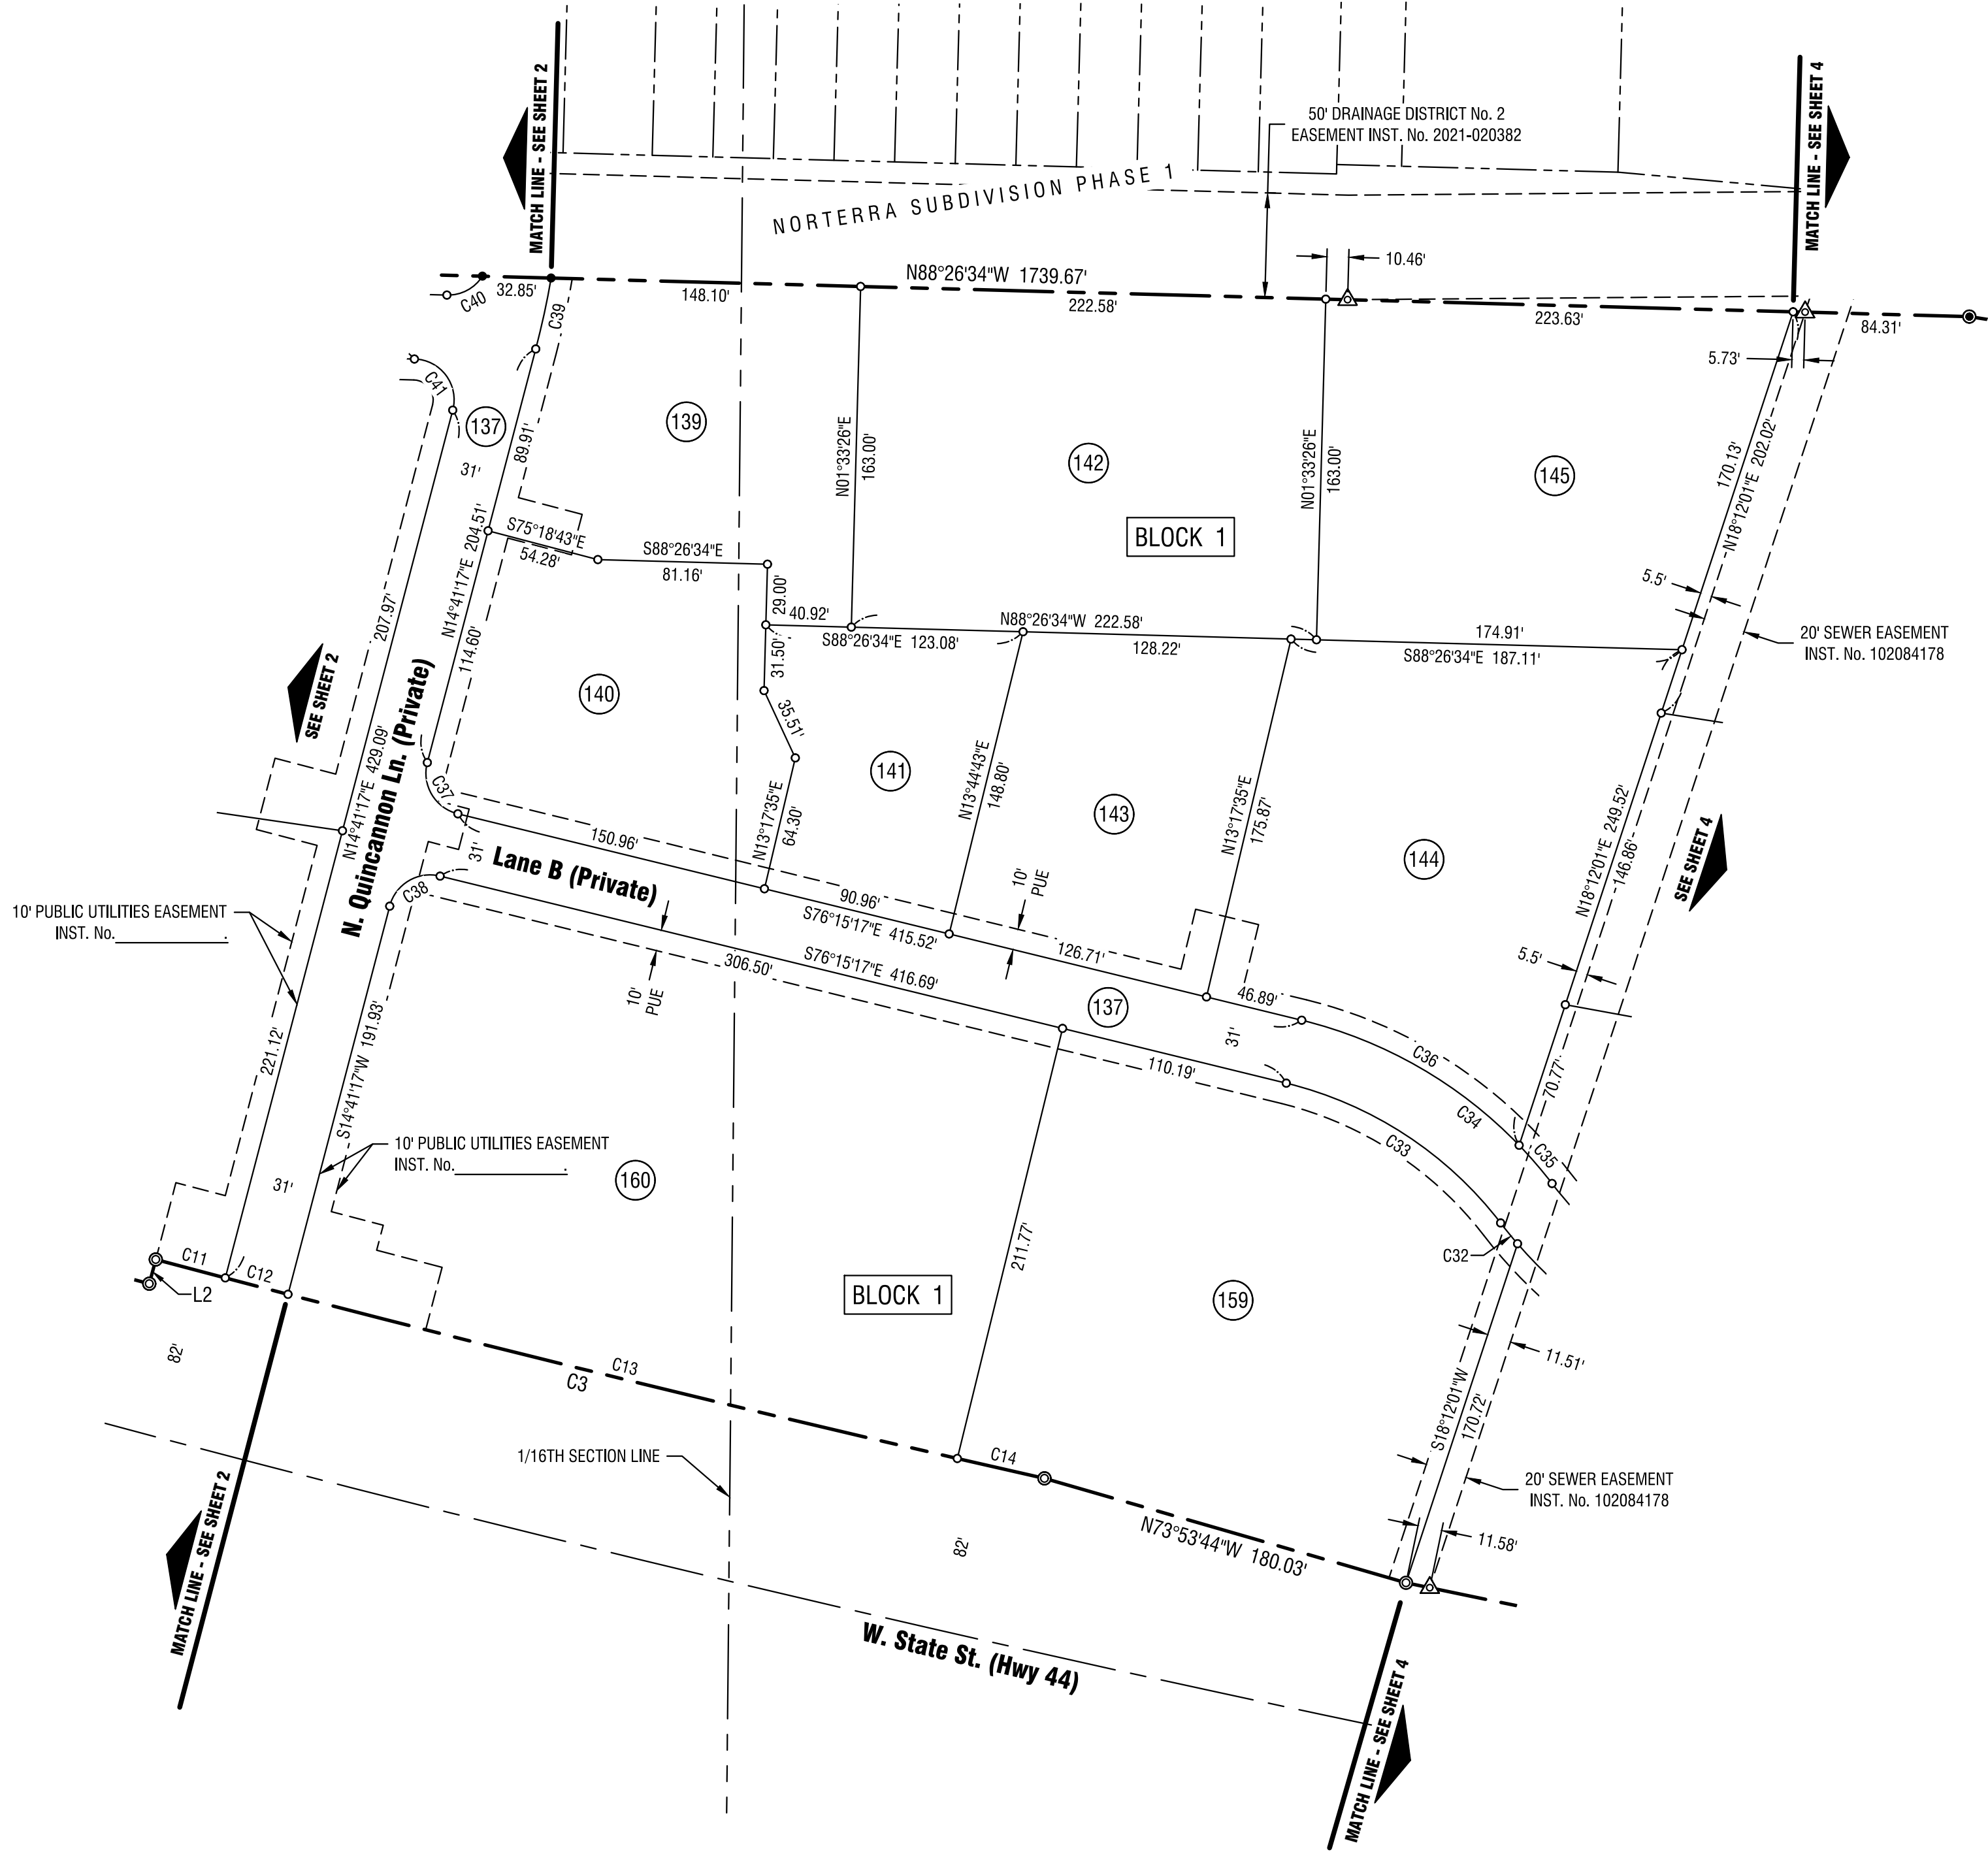 MATCH LINE - SEE SHEET 2
MATCH LINE - SEE SHEET 4
50' DRAINAGE DISTRICT No. 2
EASEMENT INST. No. 2021-020382
NORTERRA SUBDIVISION PHASE 1
10.46'
N88°26'34"W 1739.67'
32.85'
C40
148.10'
222.58'
223.63'
84.31'
5.73'
C39
C41
137
31'
89.91'
139
N01°33'26"E
163.00'
142
N01°33'26"E
163.00'
145
170.13'
N18°12'01"E 202.02'
BLOCK 1
S75°18'43"E
54.28'
S88°26'34"E
81.16'
29.00'
40.92'
N88°26'34"W 222.58'
S88°26'34"E 123.08'
128.22'
174.91'
S88°26'34"E 187.11'
5.5'
20' SEWER EASEMENT
INST. No. 102084178
N14°41'17"E 204.51'
207.97'
114.60'
SEE SHEET 2
140
31.50'
35.51'
141
N13°44'43"E
148.80'
143
N13°17'35"E
175.87'
144
N18°12'01"E 249.52'
146.86'
SEE SHEET 4
N14°41'17"E 429.09'
N. Quincannon Ln. (Private)
C37
150.96'
N13°17'35"E
64.30'
31'
Lane B (Private)
C38
10'
PUE
90.96'
S76°15'17"E 415.52'
126.71'
46.89'
10' PUBLIC UTILITIES EASEMENT
INST. No.
.
S76°15'17"E 416.69'
306.50'
10'
PUE
137
31'
110.19'
5.5'
C36
C34
C35
C33
70.77'
C32
221.12'
S14°41'17"W 191.93'
10' PUBLIC UTILITIES EASEMENT
INST. No.
.
160
31'
211.77'
BLOCK 1
159
C11
C12
L2
82'
11.51'
S18°12'01"W
170.72'
C13
C3
1/16TH SECTION LINE
C14
82'
N73°53'44"W 180.03'
20' SEWER EASEMENT
INST. No. 102084178
11.58'
MATCH LINE - SEE SHEET 2
W. State St. (Hwy 44)
MATCH LINE - SEE SHEET 4